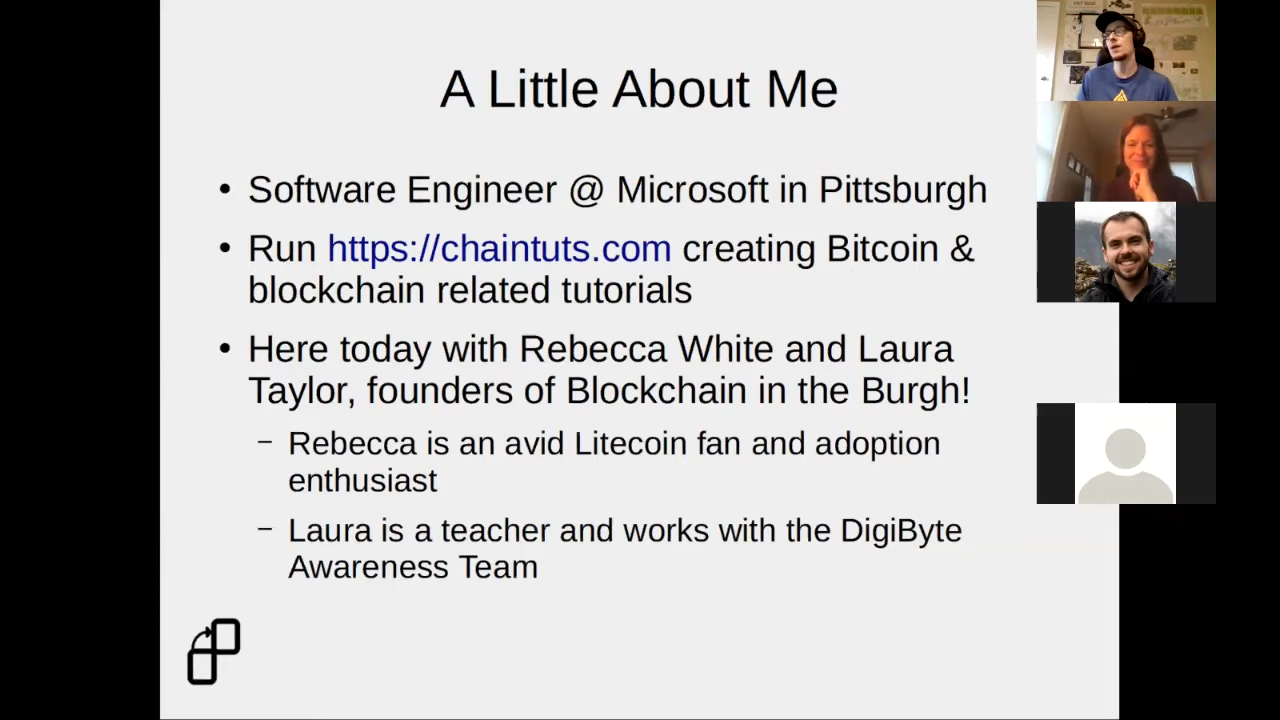 A Little About Me
• Software Engineer @ Microsoft in Pittsburgh
• Run https://chaintuts.com creating Bitcoin &
blockchain related tutorials
• Here today with Rebecca White and Laura
Taylor, founders of Blockchain in the Burgh!
– Rebecca is an avid Litecoin fan and adoption
enthusiast
– Laura is a teacher and works with the DigiByte
Awareness Team